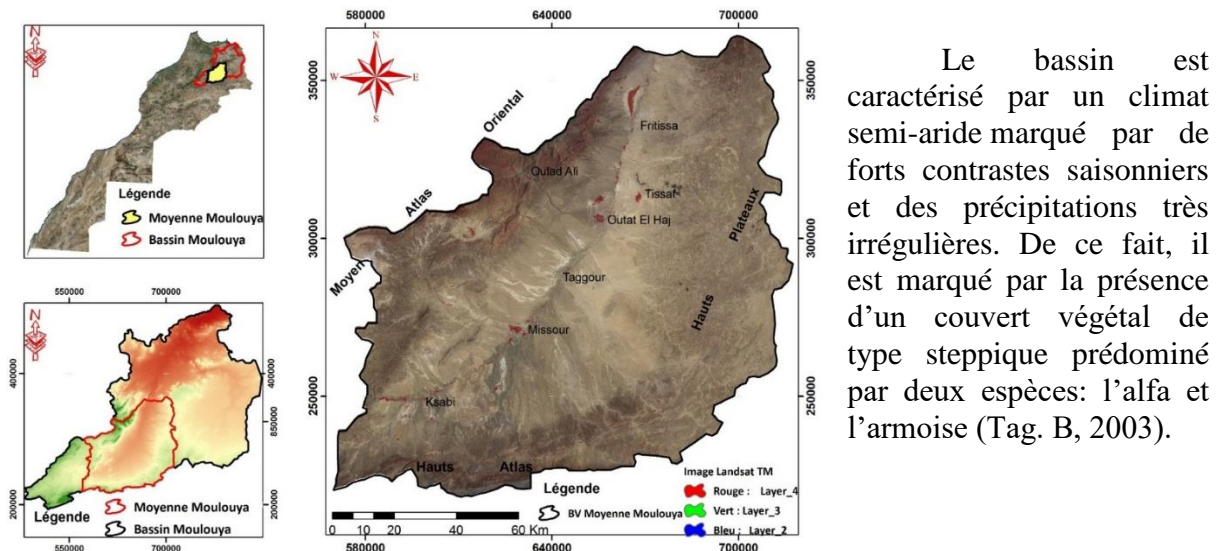 N
Légende
Moyenne Moulouya
Bassin Moulouya
550000 700000
400000
400000
850000
200000
200000
N
Légende
Moyenne Moulouya
Bassin Moulouya
550000 700000
580000 640000 700000
350000
350000
300000
300000
250000
250000
N
W E
S
Oriental
Atlas
Moyen
Fritissa
Outad Ali
Tissaf
Outat El Haj
Plateaux
Hauts
Taggour
Missour
Ksabi
Hauts Atlas
Légende
BV Moyenne Moulouya
0 10 20 40 60 Km
Image Landsat TM
Rouge : Layer_4
Vert : Layer_3
Bleu : Layer_2
580000 640000 700000
Le bassin est
caractérisé par un climat
semi-aride marqué par de
forts contrastes saisonniers
et des précipitations très
irrégulières. De ce fait, il
est marqué par la présence
d’un couvert végétal de
type steppique prédominé
par deux espèces: l’alfa et
l’armoise (Tag. B, 2003).